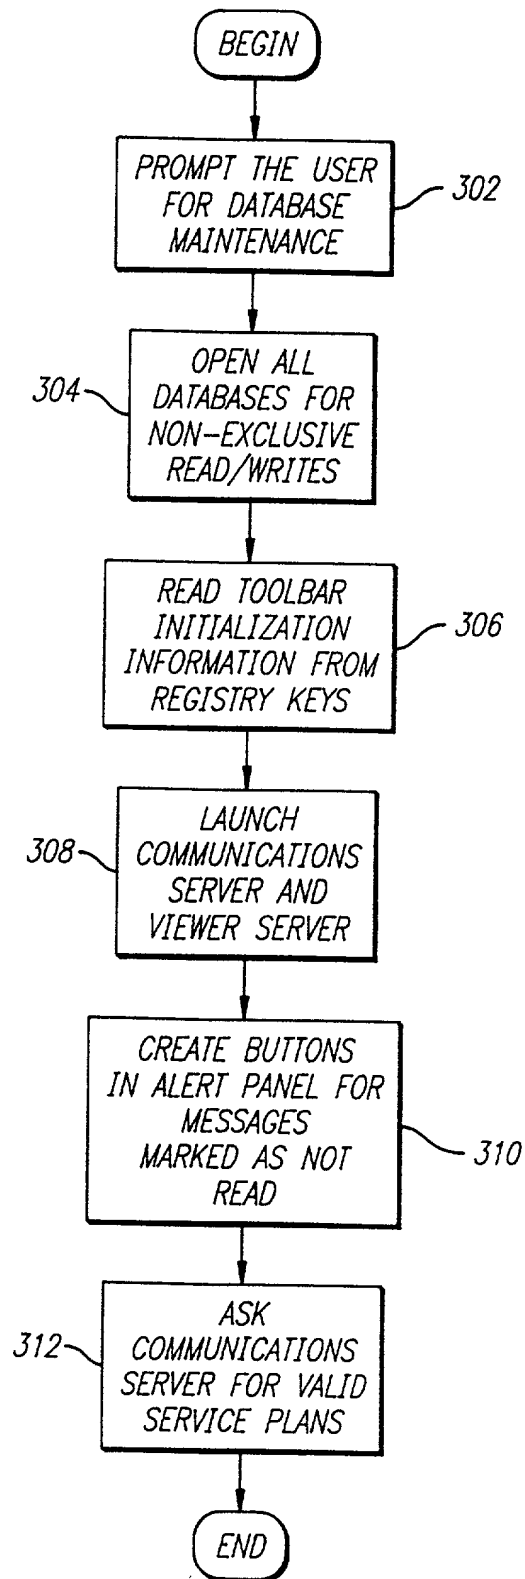 BEGIN
PROMPT THE USER
FOR DATABASE
MAINTENANCE
302
OPEN ALL
DATABASES FOR
NON-EXCLUSIVE
READ/WRITES
304
READ TOOLBAR
INITIALIZATION
INFORMATION FROM
REGISTRY KEYS
306
LAUNCH
COMMUNICATIONS
SERVER AND
VIEWER SERVER
308
CREATE BUTTONS
IN ALERT PANEL FOR
MESSAGES
MARKED AS NOT
READ
310
ASK
COMMUNICATIONS
SERVER FOR VALID
SERVICE PLANS
312
END